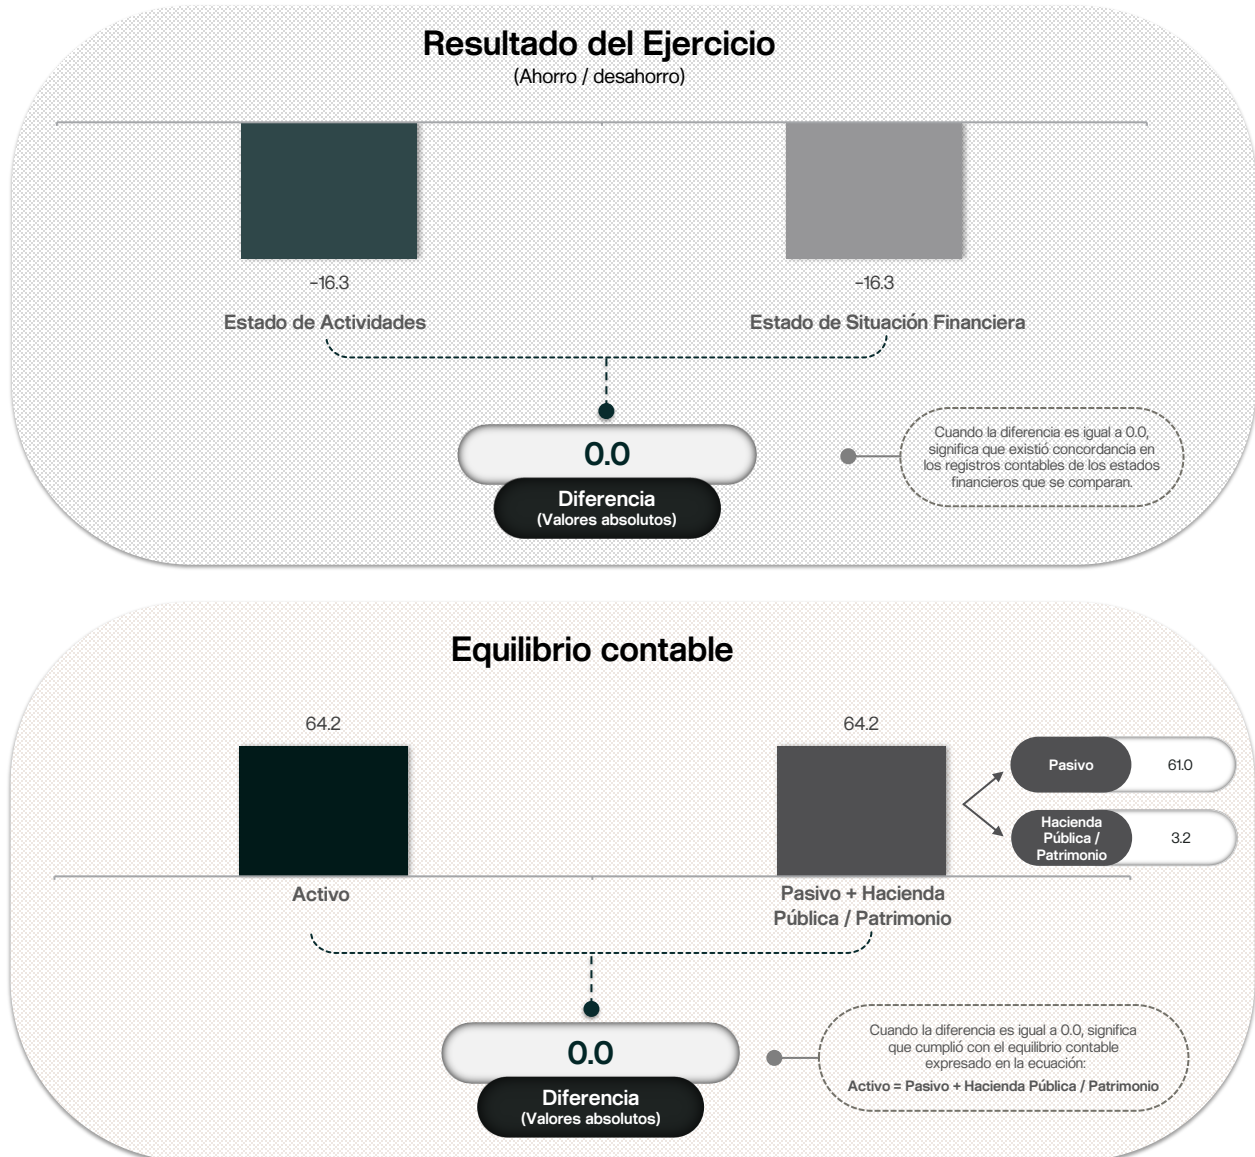 Resultado del Ejercicio
(Ahorro / desahorro)
-16.3
-16.3
Estado de Actividades
Estado de Situación Financiera
0.0
Diferencia
(Valores absolutos)
Cuando la diferencia es igual a 0.0,
significa que existió concordancia en
los registros contables de los estados
financieros que se comparan.
Equilibrio contable
64.2
64.2
Pasivo
61.0
Hacienda
Pública /
Patrimonio
3.2
Activo
Pasivo + Hacienda
Pública / Patrimonio
0.0
Diferencia
(Valores absolutos)
Cuando la diferencia es igual a 0.0, significa
que cumplió con el equilibrio contable
expresado en la ecuación:
Activo = Pasivo + Hacienda Pública / Patrimonio